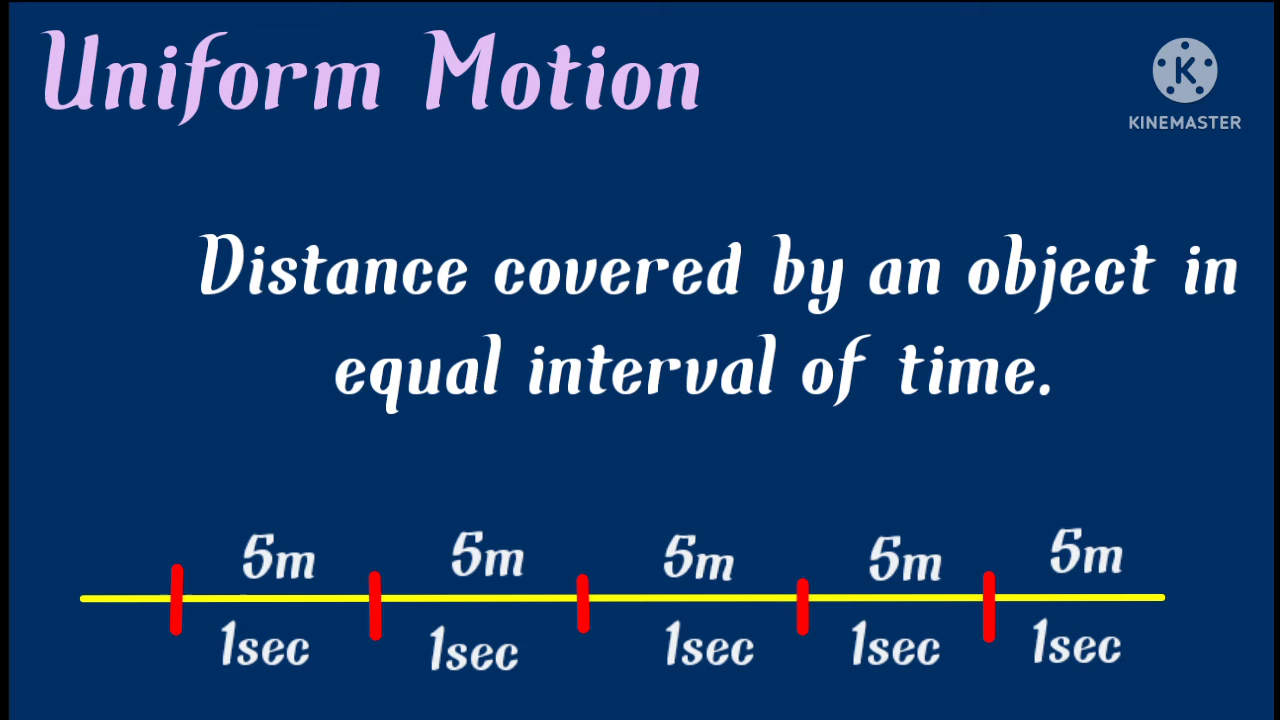 Uniform Motion
K
KINEMASTER
Distance covered by an object in
equal interval of time.
5m 5m 5m 5m 5m
1sec 1sec 1sec 1sec 1sec